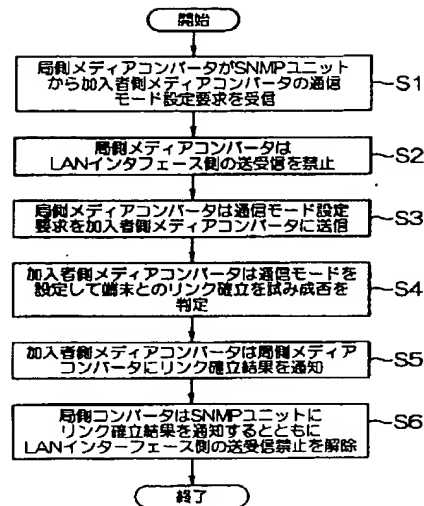 開始
局側メディアコンバータがSNMPユニット
から加入者側メディアコンバータの通信
モード設定要求を受信
S1
局側メディアコンバータは
LANインタフェース側の送受信を禁止
S2
局側メディアコンバータは通信モード設定
要求を加入者側メディアコンバータに送信
S3
加入者側メディアコンバータは通信モードを
設定して端末とのリンク確立を試み成否を
判定
S4
加入者側メディアコンバータは局側メディア
コンバータにリンク確立結果を通知
S5
局側コンバータはSNMPユニットに
リンク確立結果を通知するとともに
LANインターフェース側の送受信禁止を解除
S6
終了